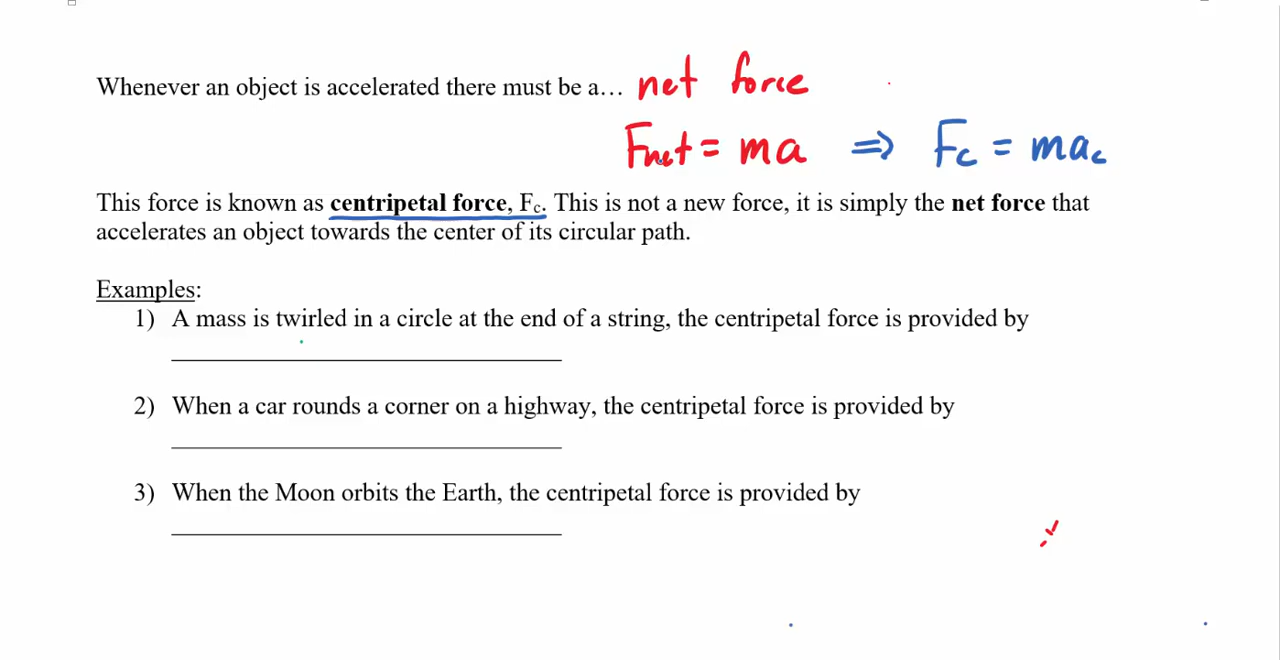 Whenever an object is accelerated there must be a… net force
Fnet = ma ⇒ Fc = mac
This force is known as centripetal force, Fc. This is not a new force, it is simply the net force that
accelerates an object towards the center of its circular path.
Examples:
1) A mass is twirled in a circle at the end of a string, the centripetal force is provided by
2) When a car rounds a corner on a highway, the centripetal force is provided by
3) When the Moon orbits the Earth, the centripetal force is provided by